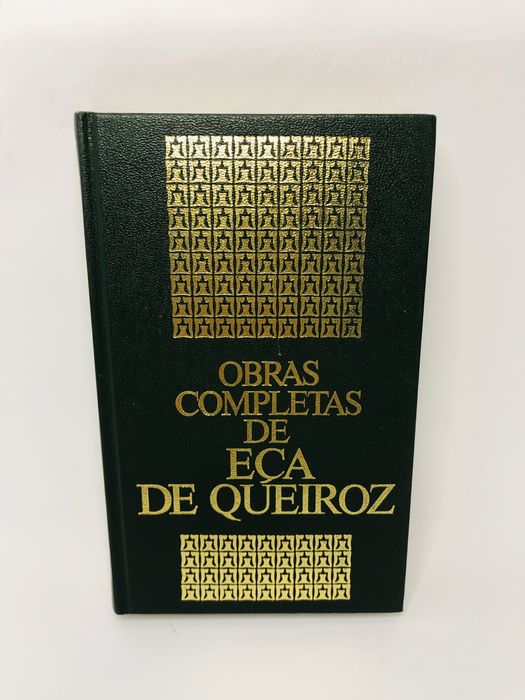 OBRAS
COMPLETAS
DE
EÇA
DE QUEIROZ